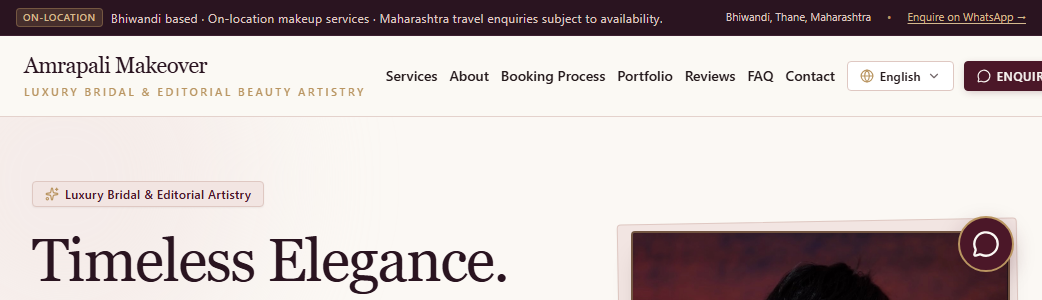 ON-LOCATION Bhiwandi based · On-location makeup services · Maharashtra travel enquiries subject to availability. Bhiwandi, Thane, Maharashtra • Enquire on WhatsApp →
Amrapali Makeover
LUXURY BRIDAL & EDITORIAL BEAUTY ARTISTRY
Services About Booking Process Portfolio Reviews FAQ Contact English
Luxury Bridal & Editorial Artistry
Timeless Elegance.